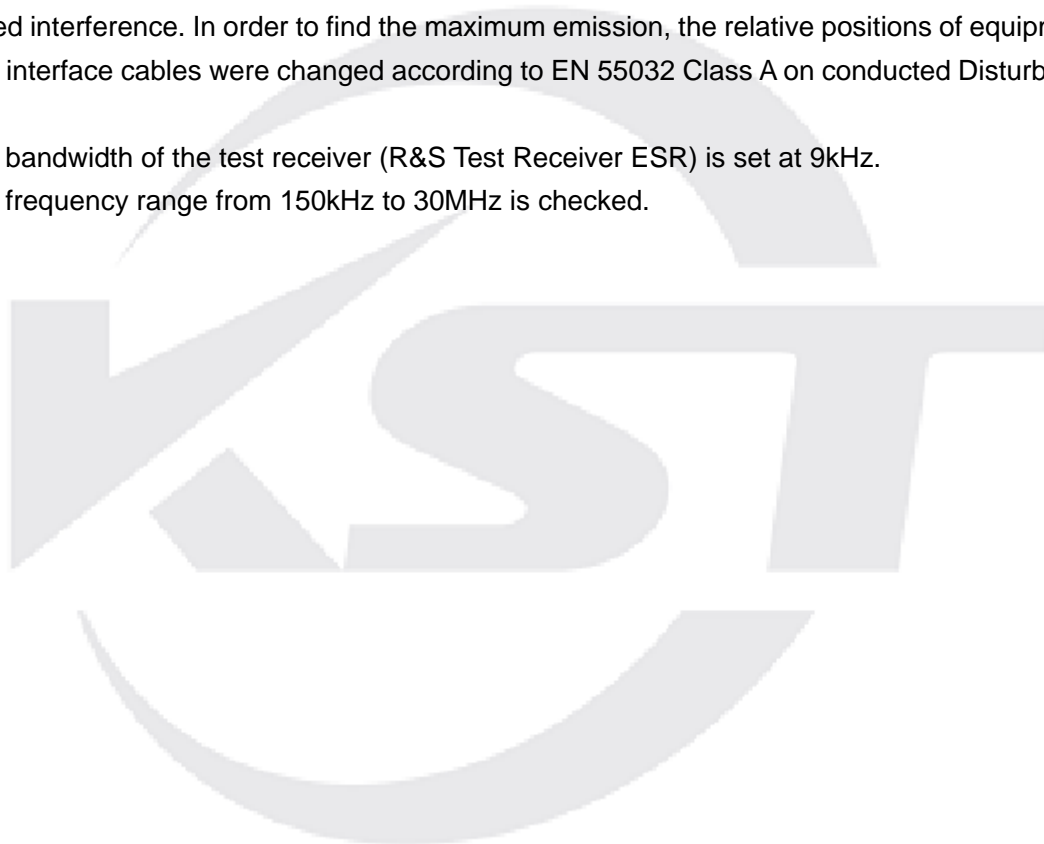 ed interference. In order to find the maximum emission, the relative positions of equipm
interface cables were changed according to EN 55032 Class A on conducted Disturb
bandwidth of the test receiver (R&S Test Receiver ESR) is set at 9kHz.
frequency range from 150kHz to 30MHz is checked.
KST